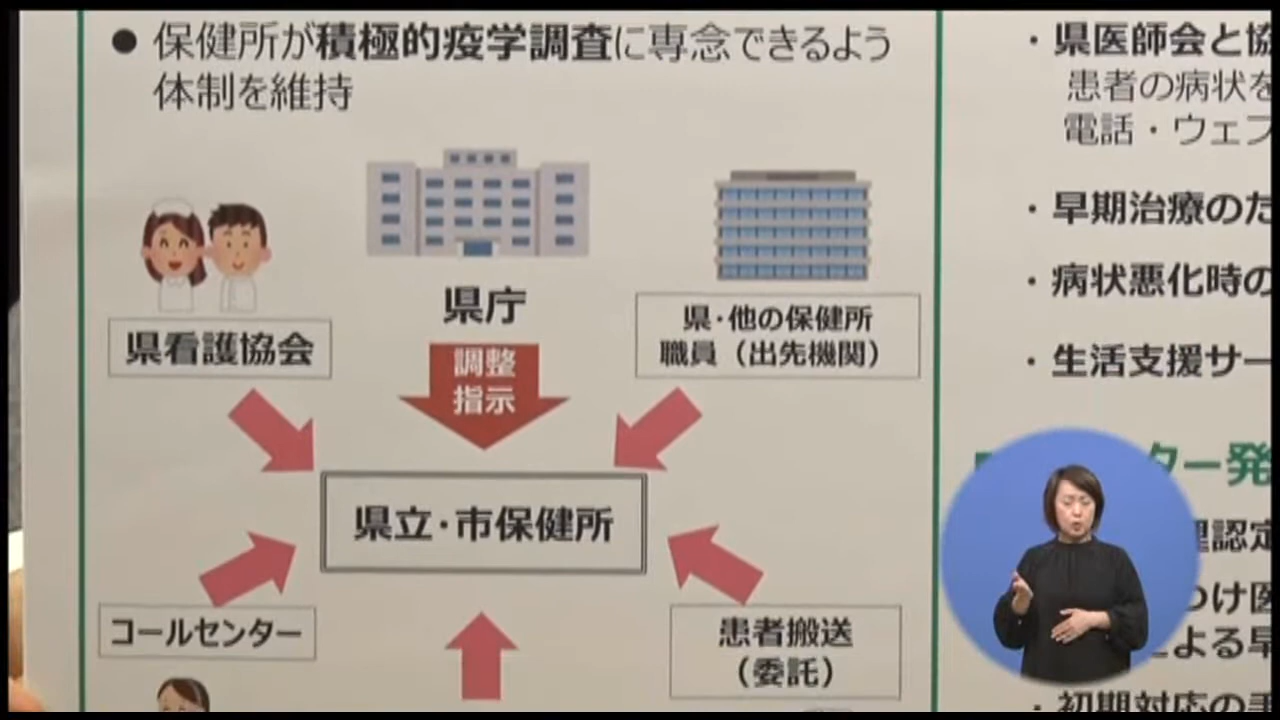 ● 保健所が積極的疫学調査に専念できるよう
体制を維持
県庁
県看護協会
県・他の保健所
職員（出先機関）
調整
指示
県立・市保健所
コールセンター
患者搬送
（委託）
・県医師会と協
患者の病状を
電話・ウェブ
・早期治療のた
・病状悪化時の
・生活支援サー
ター発
理認定
つけ医
よる早
・初期対応の手